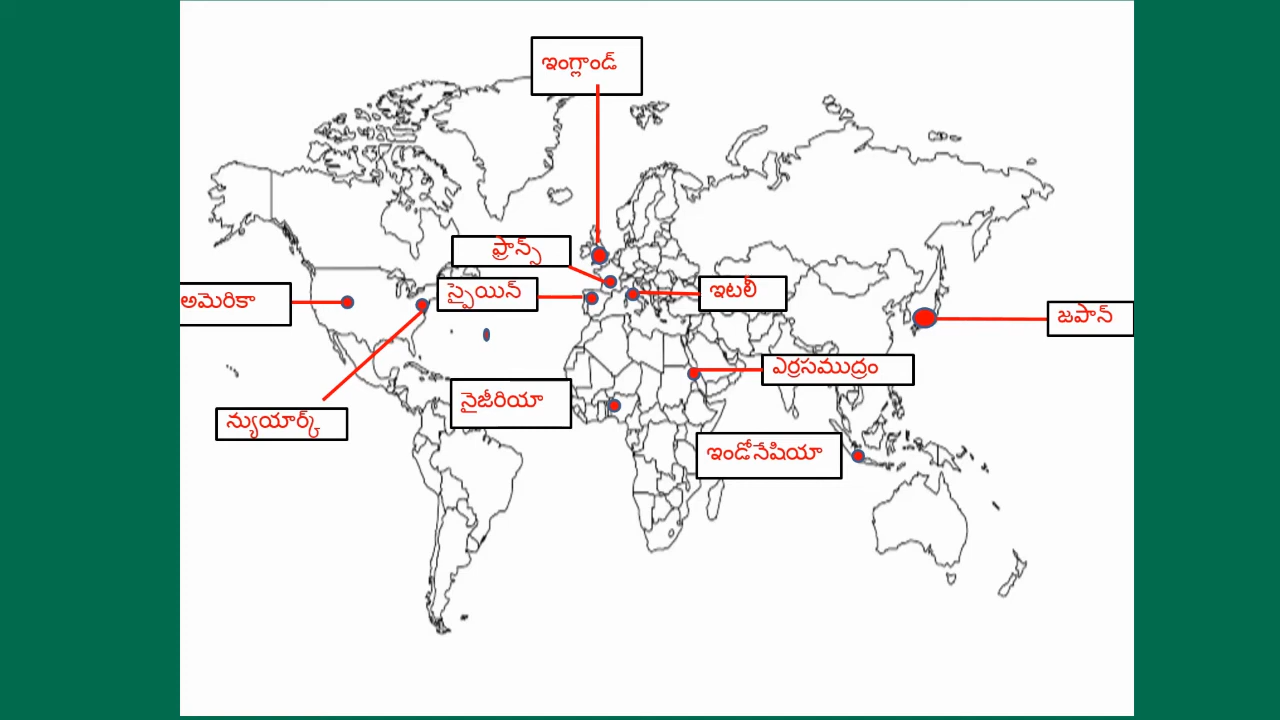 ఇంగ్లాండ్
ఫ్రాన్స్
స్పెయిన్
ఇటలీ
అమెరికా
జపాన్
ఎర్రసముద్రం
నైజీరియా
న్యుయార్క్
ఇండోనేషియా